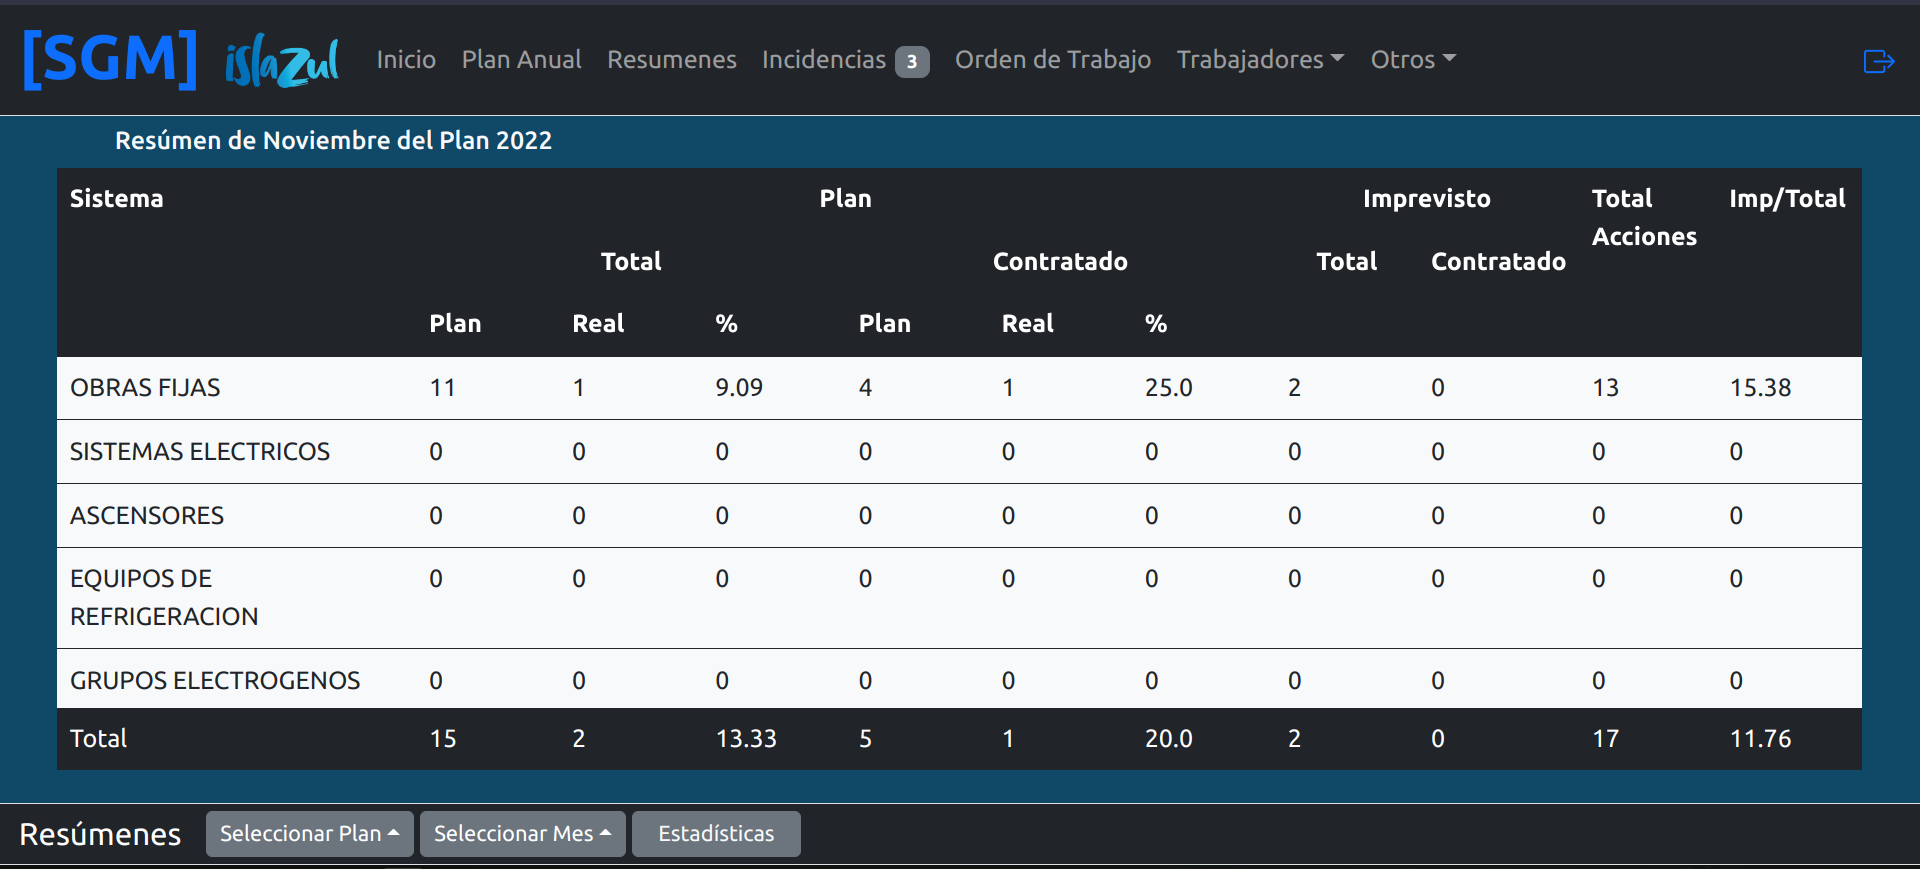 [SGM] islazul Inicio Plan Anual Resumenes Incidencias 3 Orden de Trabajo Trabajadores Otros
Resúmen de Noviembre del Plan 2022
Sistema Plan Imprevisto Total Acciones Imp/Total
Total Contratado Total Contratado
Plan Real % Plan Real %
OBRAS FIJAS 11 1 9.09 4 1 25.0 2 0 13 15.38
SISTEMAS ELECTRICOS 0 0 0 0 0 0 0 0 0 0
ASCENSORES 0 0 0 0 0 0 0 0 0 0
EQUIPOS DE REFRIGERACION 0 0 0 0 0 0 0 0 0 0
GRUPOS ELECTROGENOS 0 0 0 0 0 0 0 0 0 0
Total 15 2 13.33 5 1 20.0 2 0 17 11.76
Resúmenes Seleccionar Plan Seleccionar Mes Estadísticas